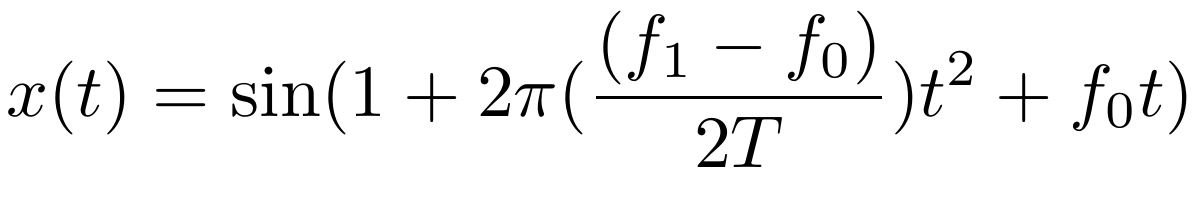 x(t) = sin(1 + 2π((f₁ − f₀)/2T)t² + f₀t)